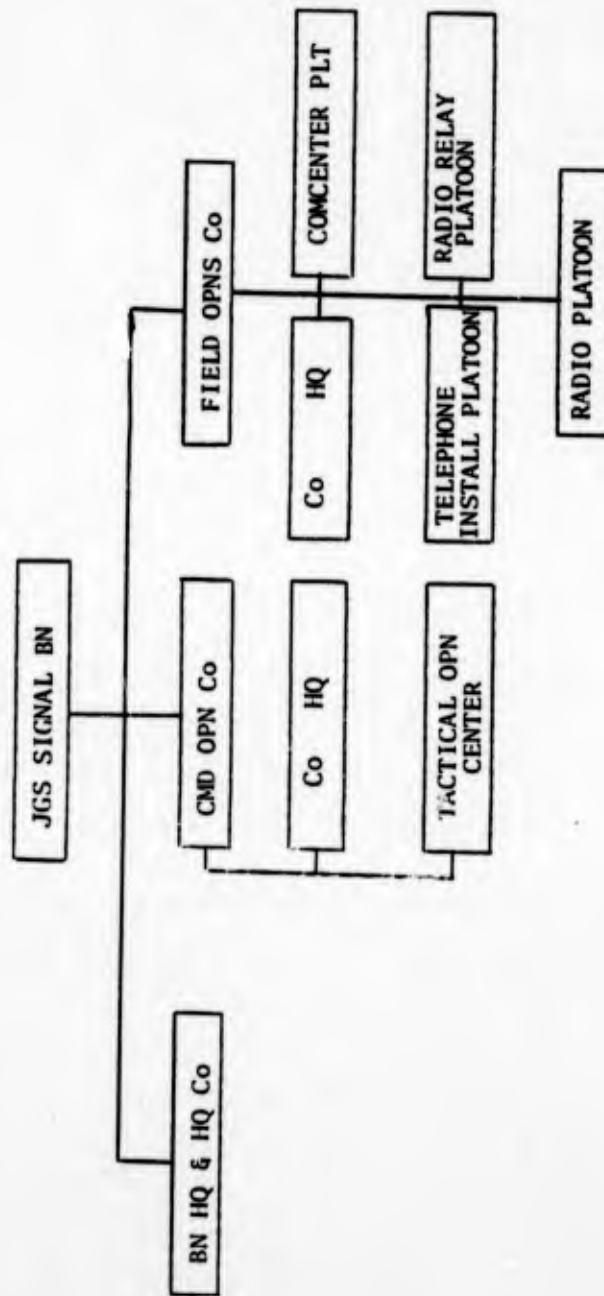 JGS SIGNAL BN
BN HQ & HQ Co
CMD OPN Co
FIELD OPNS Co
Co HQ
Co HQ
COMCENTER PLT
TACTICAL OPN
CENTER
TELEPHONE
INSTALL PLATOON
RADIO RELAY
PLATOON
RADIO PLATOON